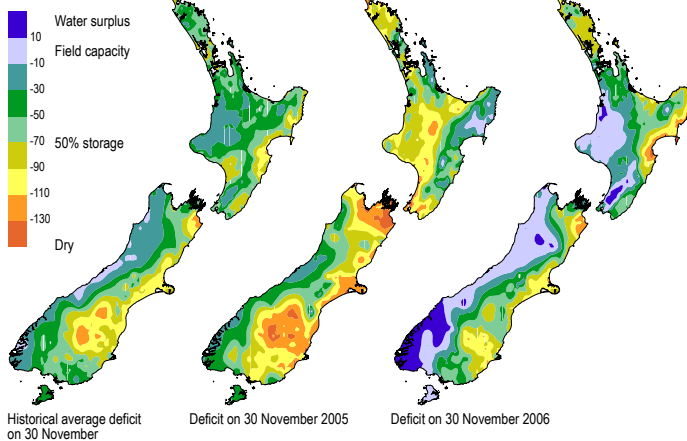 Water surplus
10
Field capacity
-10
-30
-50
-70
50% storage
-90
-110
-130
Dry
Historical average deficit
on 30 November
Deficit on 30 November 2005
Deficit on 30 November 2006